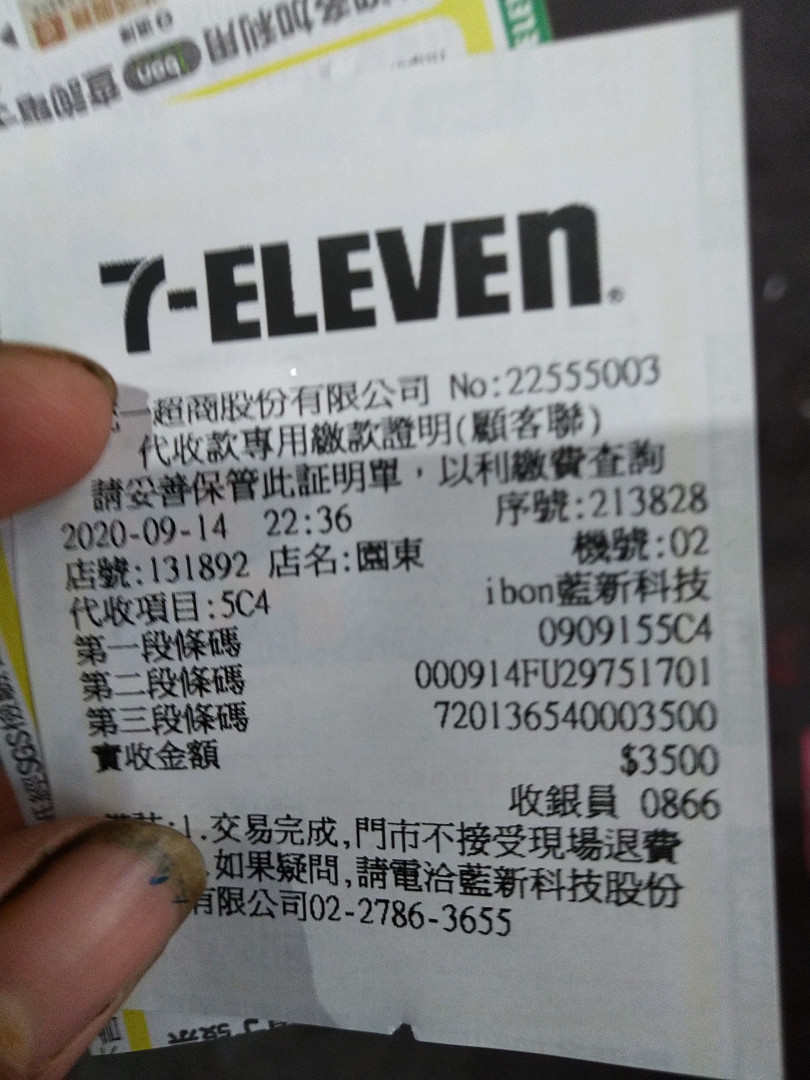 7-ELEVEn®
一超商股份有限公司 No:22555003
代收款專用繳款證明(顧客聯)
請妥善保管此証明單,以利繳費查詢
2020-09-14 22:36 序號:213828
店號:131892 店名:園東 機號:02
代收項目:5C4 ibon藍新科技
第一段條碼 0909155C4
第二段條碼 000914FU29751701
第三段條碼 720136540003500
實收金額 $3500
收銀員 0866
1.交易完成,門市不接受現場退費
如果疑問,請電洽藍新科技股份
有限公司02-2786-3655